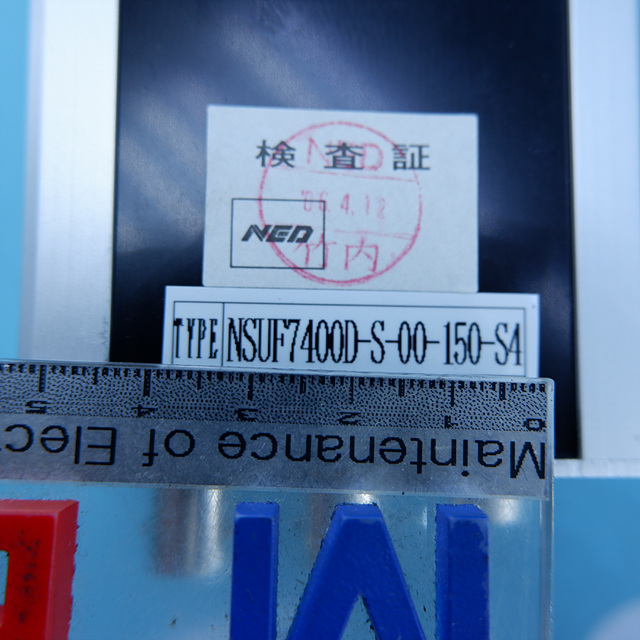 検査証
NED
4.12
NED
竹内
TYPE NSUF7400D-S-00-150-S4
5 4 3 2 1 0
Maintenance of Elec
M